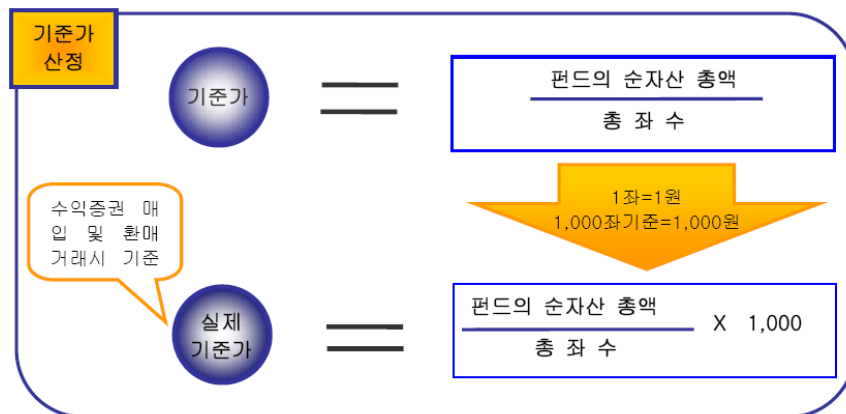 기준가
산정
기준가
펀드의 순자산 총액
총 좌 수
1좌=1원
1,000좌기준=1,000원
수익증권 매
입 및 환매
거래시 기준
실제
기준가
펀드의 순자산 총액
총 좌 수
X 1,000